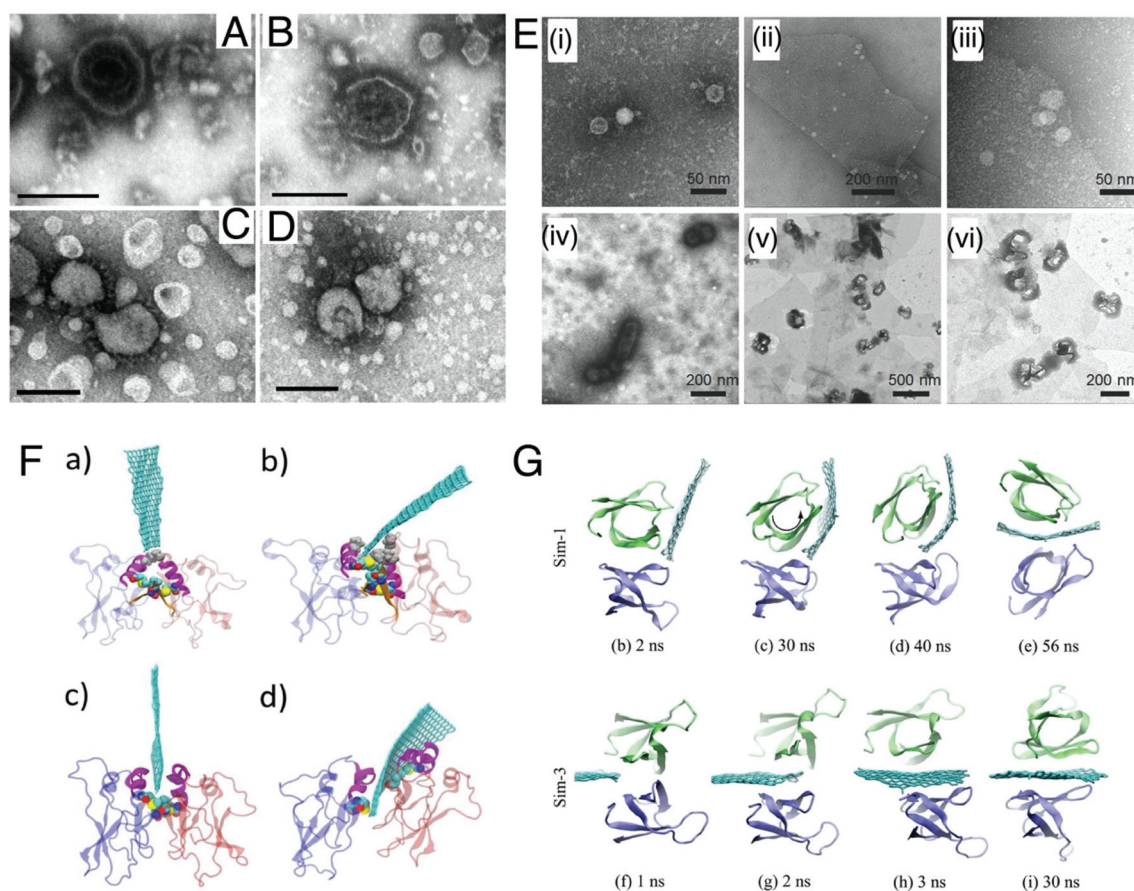 A
B
C
D
E
(i)
(ii)
(iii)
50 nm
200 nm
50 nm
(iv)
(v)
(vi)
200 nm
500 nm
200 nm
F
a)
b)
c)
d)
G
Sim-1
(b) 2 ns
(c) 30 ns
(d) 40 ns
(e) 56 ns
Sim-3
(f) 1 ns
(g) 2 ns
(h) 3 ns
(i) 30 ns